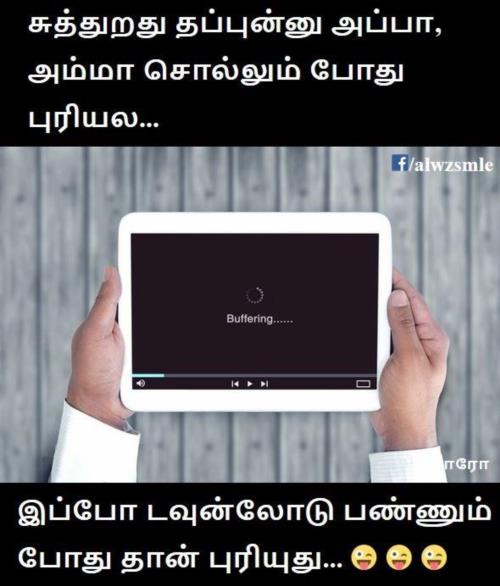 சுத்துறது தப்புன்னு அப்பா,
அம்மா சொல்லும் போது
புரியல...
f/alwzsmle
Buffering......
இப்போ டவுன்லோடு பண்ணும்
போது தான் புரியுது... 😜 😜 😜